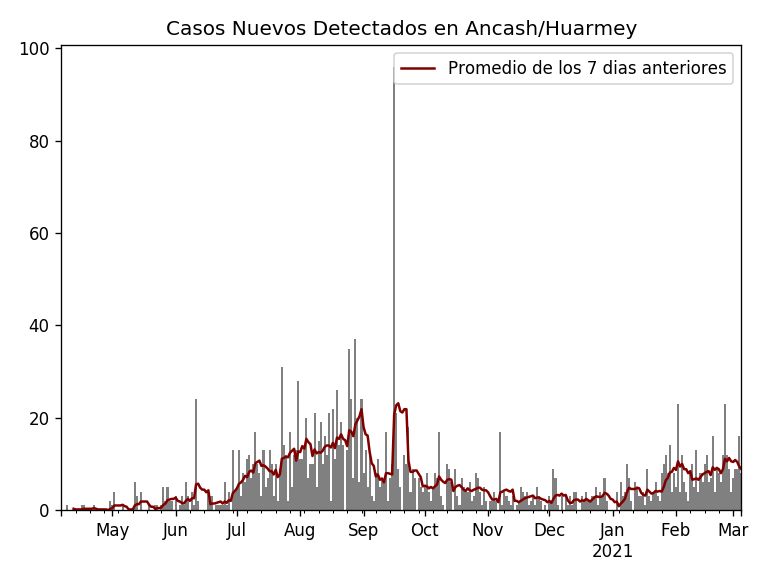 Casos Nuevos Detectados en Ancash/Huarmey
Promedio de los 7 dias anteriores
100
80
60
40
20
0
May Jun Jul Aug Sep Oct Nov Dec Jan Feb Mar
2021